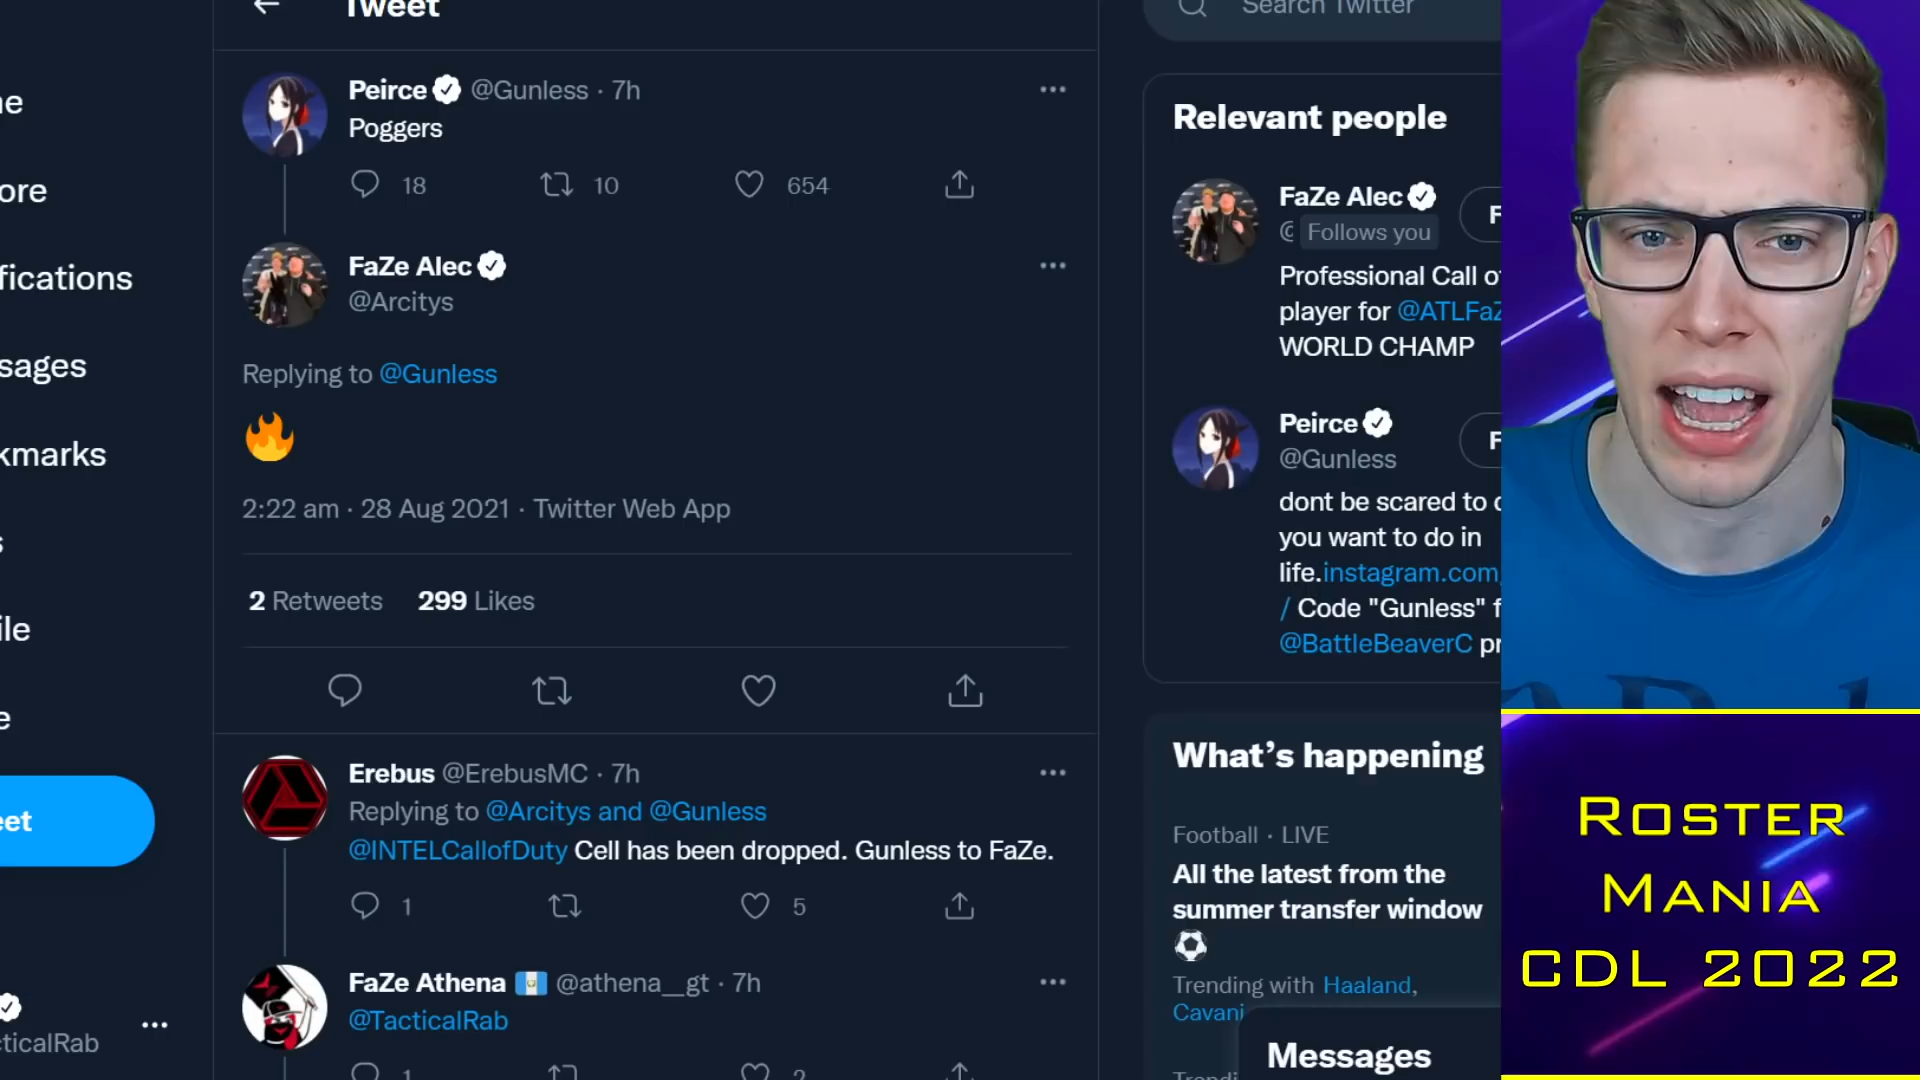 Tweet
Search Twitter
Peirce @Gunless · 7h
Poggers
18 10 654
FaZe Alec
@Arcitys
Replying to @Gunless
2:22 am · 28 Aug 2021 · Twitter Web App
2 Retweets 299 Likes
Erebus @ErebusMC · 7h
Replying to @Arcitys and @Gunless
@INTELCallofDuty Cell has been dropped. Gunless to FaZe.
1 5
FaZe Athena @athena__gt · 7h
@TacticalRab
1 2
ne
ore
fications
sages
kmarks
s
ile
e
eet
cticalRab
Relevant people
FaZe Alec
@ Follows you
F
Professional Call of
player for @ATLFaZ
WORLD CHAMP
Peirce
@Gunless
F
dont be scared to
you want to do in
life.instagram.com
/ Code "Gunless" f
@BattleBeaverC pr
What's happening
Football · LIVE
All the latest from the
summer transfer window
Trending with Haaland,
Cavani
Trendi
Messages
ROSTER
MANIA
CDL 2022